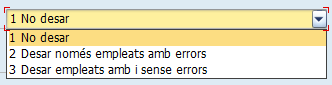 1 No desar
1 No desar
2 Desar només empleats amb errors
3 Desar empleats amb i sense errors